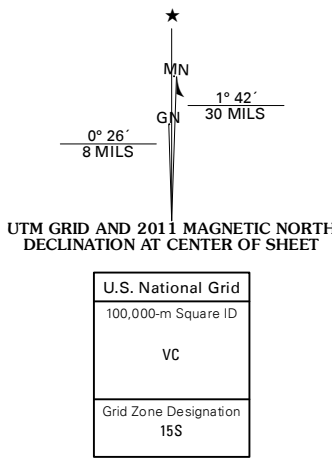 ★
MN
1° 42´
30 MILS
GN
0° 26´
8 MILS
UTM GRID AND 2011 MAGNETIC NORTH
DECLINATION AT CENTER OF SHEET
U.S. National Grid
100,000-m Square ID
VC
Grid Zone Designation
15S